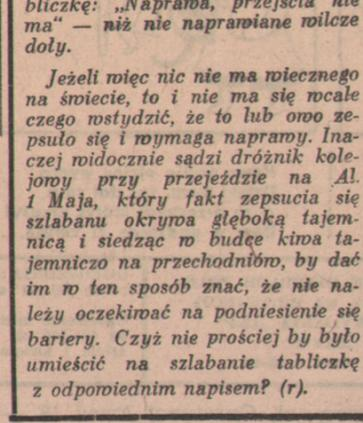 bliczkę: „Naprawa, przejścia nie
ma“ — niż nie naprawiane wilcze
doły.
Jeżeli więc nic nie ma wiecznego
na świecie, to i nie ma się wcale
czego wstydzić, że to lub owo ze-
psuło się i wymaga naprawy. Ina-
czej widocznie sądzi dróżnik kole-
jowy przy przejeździe na Al.
1 Maja, który fakt zepsucia się
szlabanu okrywa głęboką tajem-
nicą i siedząc w budce kiwa ta-
jemniczo na przechodniów, by dać
im w ten sposób znać, że nie na-
leży oczekiwać na podniesienie się
bariery. Czyż nie prościej by było
umieścić na szlabanie tabliczkę
z odpowiednim napisem? (r).